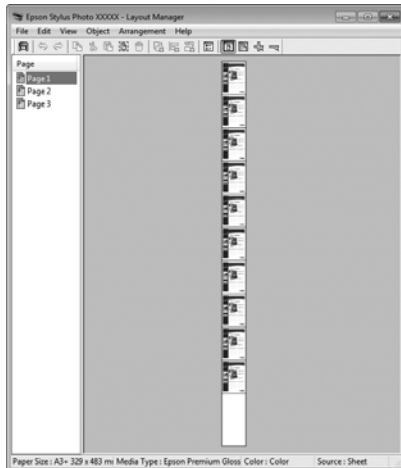 Epson Stylus Photo XXXXX - Layout Manager
File Edit View Object Arrangement Help
Page
Page 1
Page 2
Page 3
Paper Size : A3+ 329 x 483 mi Media Type : Epson Premium Gloss Color : Color Source : Sheet